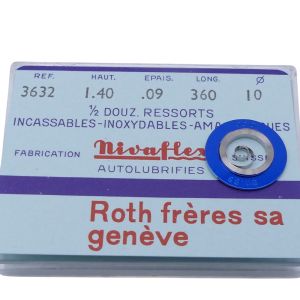 REF. HAUT. EPAIS. LONG. Ø
3632 1.40 .09 360 10
½ DOUZ. RESSORTS
INCASSABLES-INOXYDABLES-
FABRICATION Nivaflex
AUTOLUBRIFIES
Roth frères sa
genève